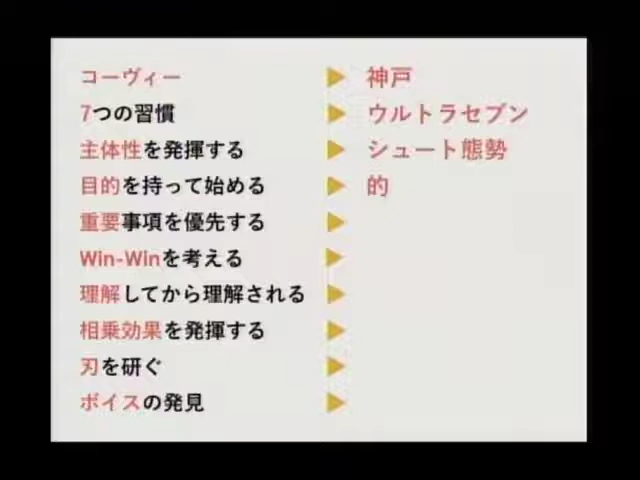 コーヴィー ▶ 神戸
7つの習慣 ▶ ウルトラセブン
主体性を発揮する ▶ シュート態勢
目的を持って始める ▶ 的
重要事項を優先する ▶
Win-Winを考える ▶
理解してから理解される ▶
相乗効果を発揮する ▶
刃を研ぐ ▶
ボイスの発見 ▶